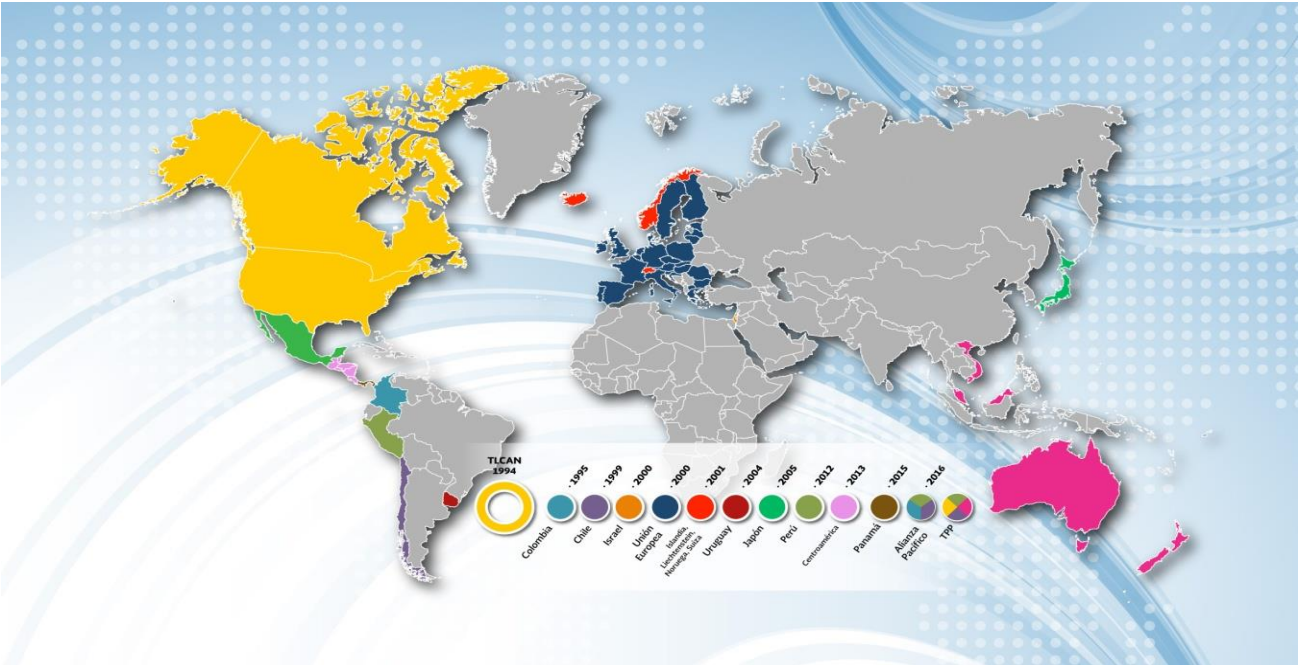 TLCAN
1994
- 1995
Colombia
- 1999
Chile
- 2000
Israel
- 2000
Unión
Europea
- 2001
Islandia,
Liechtenstein,
Noruega, Suiza
- 2004
Uruguay
- 2005
Japón
- 2012
Perú
- 2013
Centroamérica
- 2015
Panamá
- 2016
Alianza
Pacífico
TPP